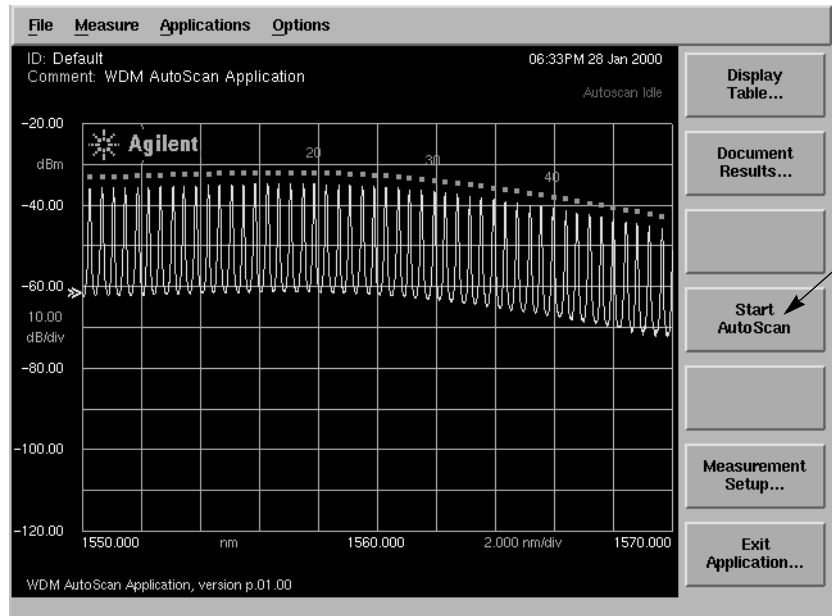 File Measure Applications Options
ID: Default
06:33PM 28 Jan 2000
Comment: WDM AutoScan Application
Autoscan Idle
-20.00
dBm
-40.00
-60.00
10.00
dB/div
-80.00
-100.00
-120.00
Agilent
20
30
40
1550.000 nm 1560.000 2.000 nm/div 1570.000
WDM AutoScan Application, version p.01.00
Display
Table...
Document
Results...
Start
AutoScan
Measurement
Setup...
Exit
Application...